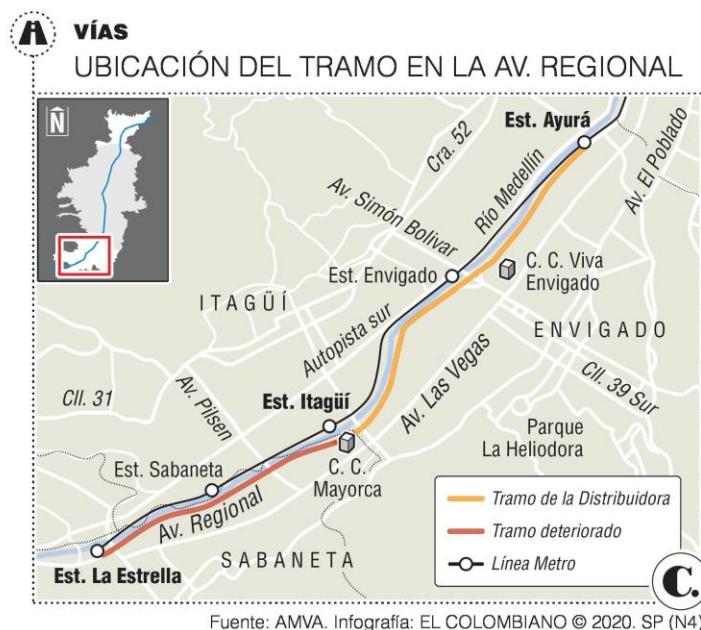 VÍAS
UBICACIÓN DEL TRAMO EN LA AV. REGIONAL
N
Est. Ayurá
Cra. 52
Av. El Poblado
Río Medellín
Av. Simón Bolivar
Est. Envigado
C. C. Viva
Envigado
ITAGÜÍ
Autopista sur
ENVIGADO
Cll. 31
Av. Pilsen
Est. Itagüí
Av. Las Vegas
Cll. 39 Sur
Parque
La Heliodora
Est. Sabaneta
C. C.
Mayorca
Av. Regional
Est. La Estrella
SABANETA
Tramo de la Distribuidora
Tramo deteriorado
Línea Metro
C.
Fuente: AMVA. Infografía: EL COLOMBIANO © 2020. SP (N4)